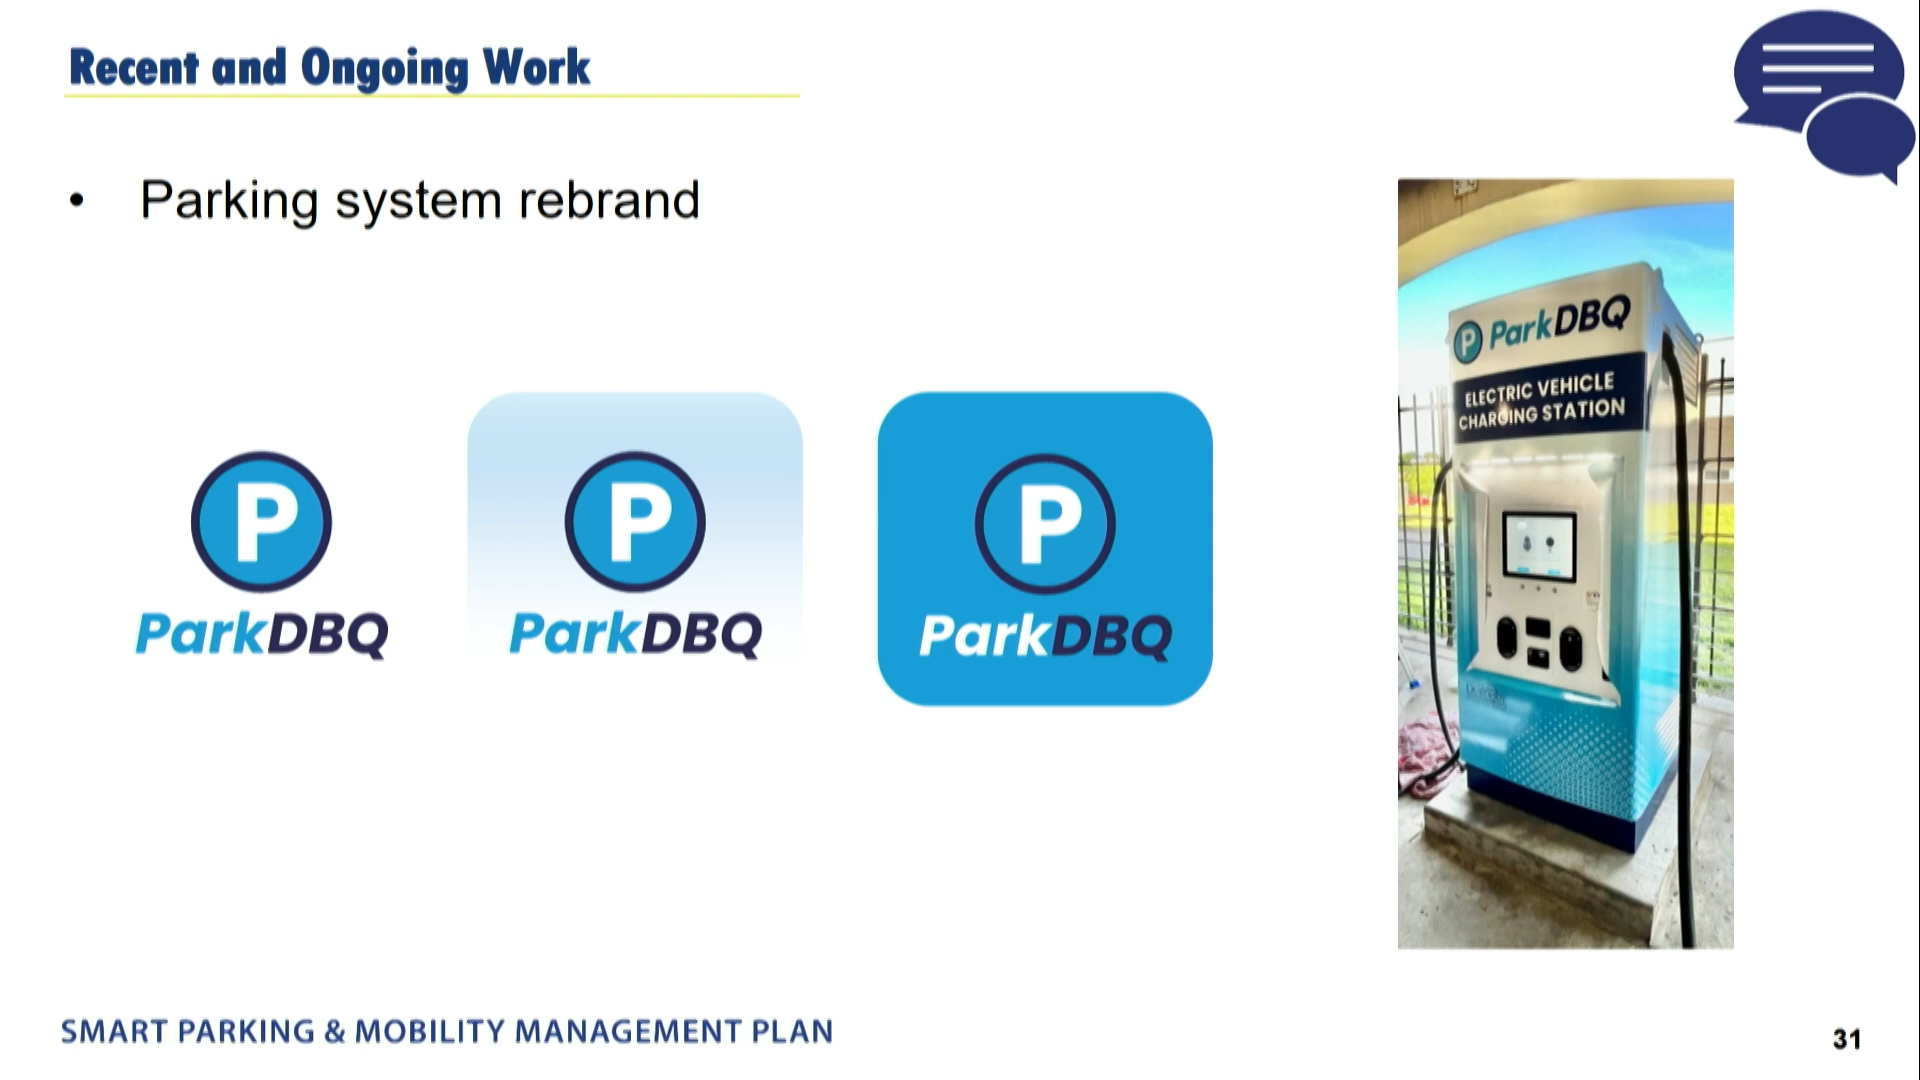 Recent and Ongoing Work
• Parking system rebrand
P
ParkDBQ
P
ParkDBQ
P
ParkDBQ
P ParkDBQ
ELECTRIC VEHICLE
CHARGING STATION
SMART PARKING & MOBILITY MANAGEMENT PLAN
31